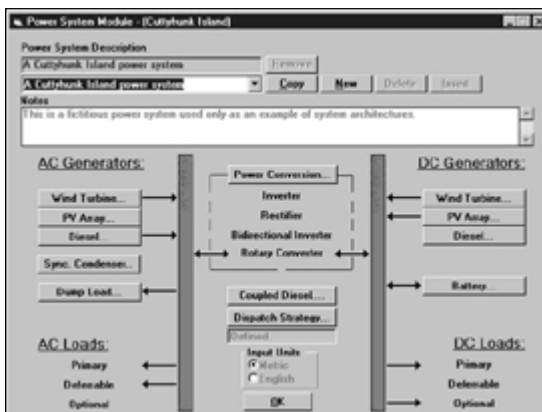 Power System Module - (Cuttyhunk Island)
Power System Description
A Cuttyhunk Island power system
Remove
A Cuttyhunk Island power system
Copy
New
Delete
Insert
Notes
This is a fictitious power system used only as an example of system architectures.
AC Generators:
DC Generators:
Wind Turbine...
Power Conversion...
Wind Turbine...
PV Array...
Inverter
PV Array...
Diesel...
Rectifier
Diesel...
Bidirectional Inverter
Sync. Condenser..
Rotary Converter
Dump Load...
Coupled Diesel...
Battery...
Dispatch Strategy...
Defined
AC Loads:
Input Units
DC Loads:
Primary
Metric
Primary
Deferrable
English
Deferrable
Optional
OK
Optional